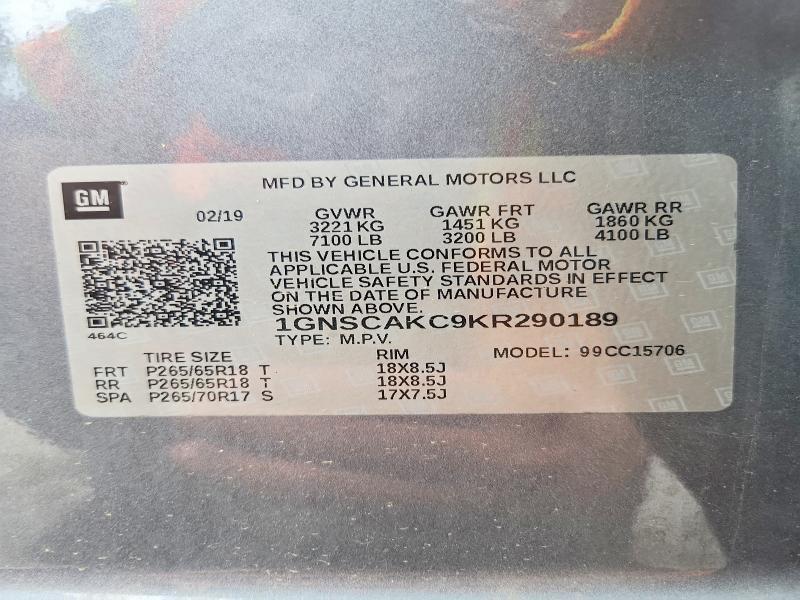 GM
MFD BY GENERAL MOTORS LLC
02/19
GVWR GAWR FRT GAWR RR
3221 KG 1451 KG 1860 KG
7100 LB 3200 LB 4100 LB
THIS VEHICLE CONFORMS TO ALL
APPLICABLE U.S. FEDERAL MOTOR
VEHICLE SAFETY STANDARDS IN EFFECT
ON THE DATE OF MANUFACTURE
SHOWN ABOVE.
464C
1GNSCAKC9KR290189
TYPE: M.P.V. MODEL: 99CC15706
TIRE SIZE RIM
FRT P265/65R18 T 18X8.5J
RR P265/65R18 T 18X8.5J
SPA P265/70R17 S 17X7.5J